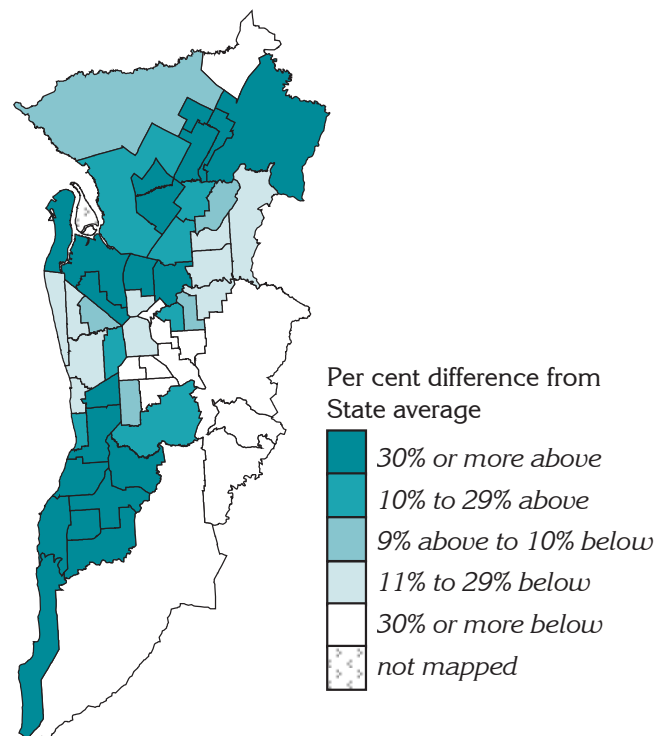 Per cent difference from
State average
30% or more above
10% to 29% above
9% above to 10% below
11% to 29% below
30% or more below
not mapped